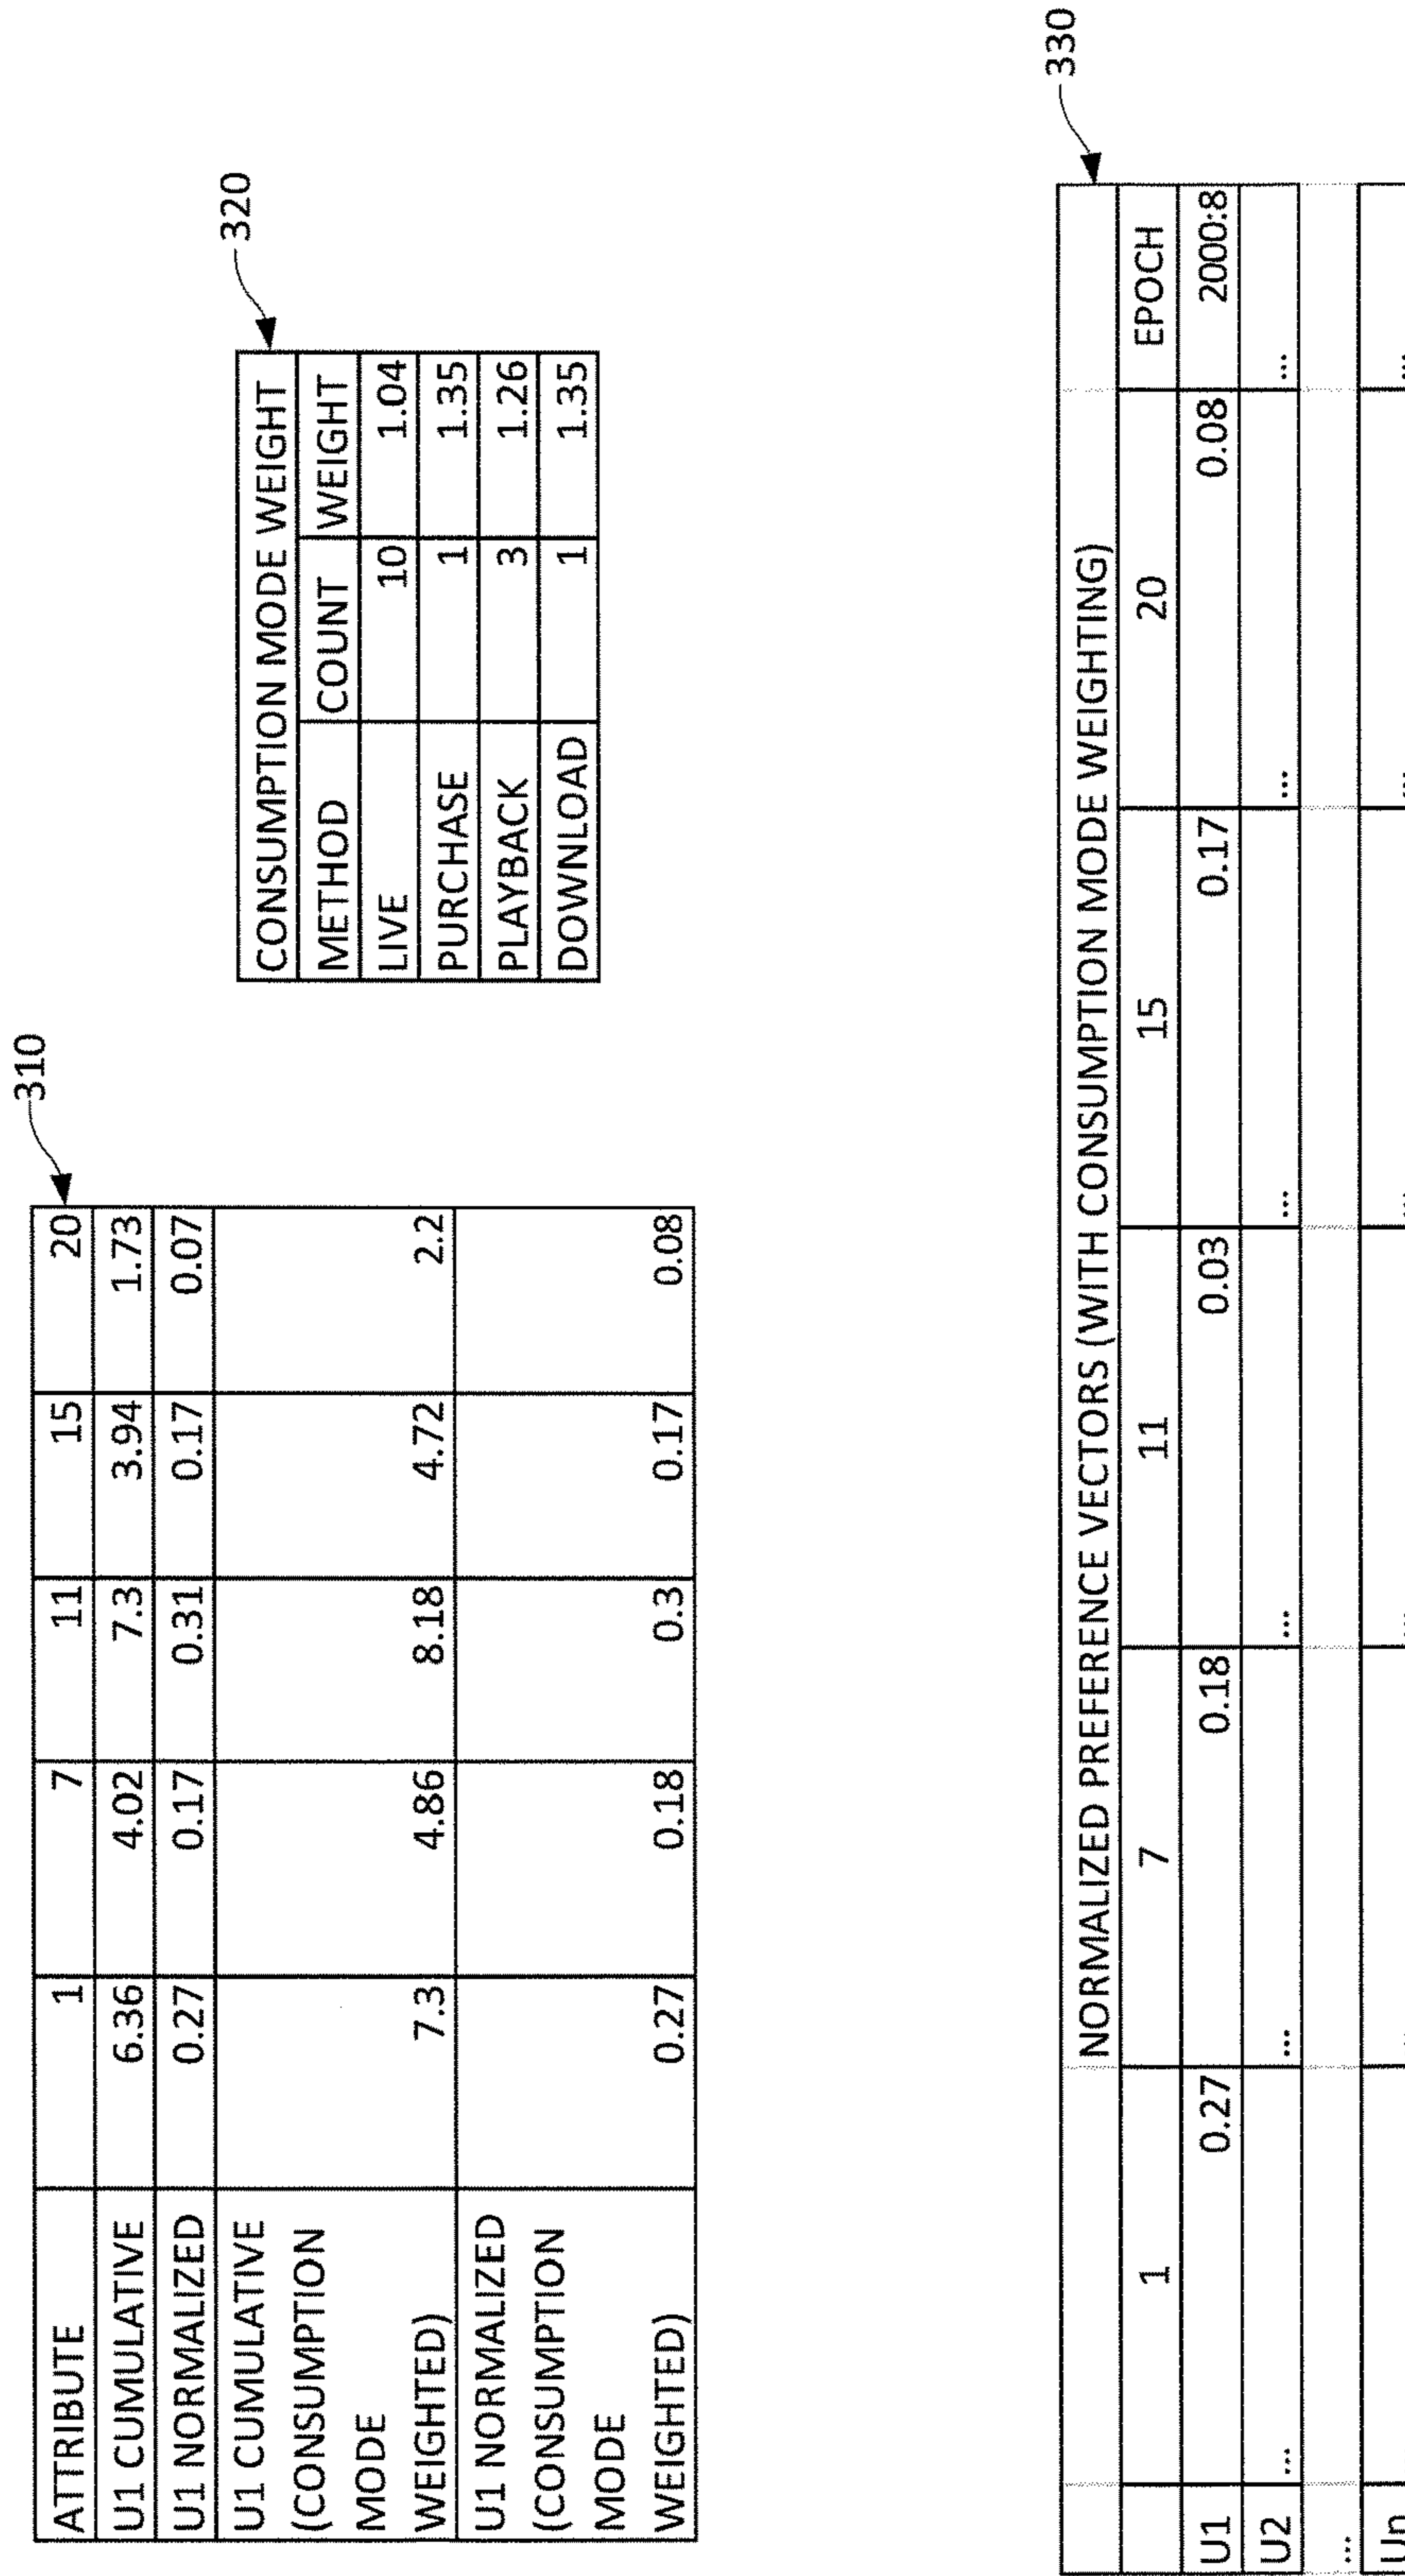 310
ATTRIBUTE 1 7 11 15 20
U1 CUMULATIVE 6.36 4.02 7.3 3.94 1.73
U1 NORMALIZED 0.27 0.17 0.31 0.17 0.07
U1 CUMULATIVE
(CONSUMPTION
MODE
WEIGHTED) 7.3 4.86 8.18 4.72 2.2
U1 NORMALIZED
(CONSUMPTION
MODE
WEIGHTED) 0.27 0.18 0.3 0.17 0.08
320
CONSUMPTION MODE WEIGHT
METHOD COUNT WEIGHT
LIVE 10 1.04
PURCHASE 1 1.35
PLAYBACK 3 1.26
DOWNLOAD 1 1.35
330
NORMALIZED PREFERENCE VECTORS (WITH CONSUMPTION MODE WEIGHTING)
1 7 11 15 20 EPOCH
U1 0.27 0.18 0.03 0.17 0.08 2000:8
U2 ... ... ... ... ... ...
...
Un ... ... ... ... ... ...